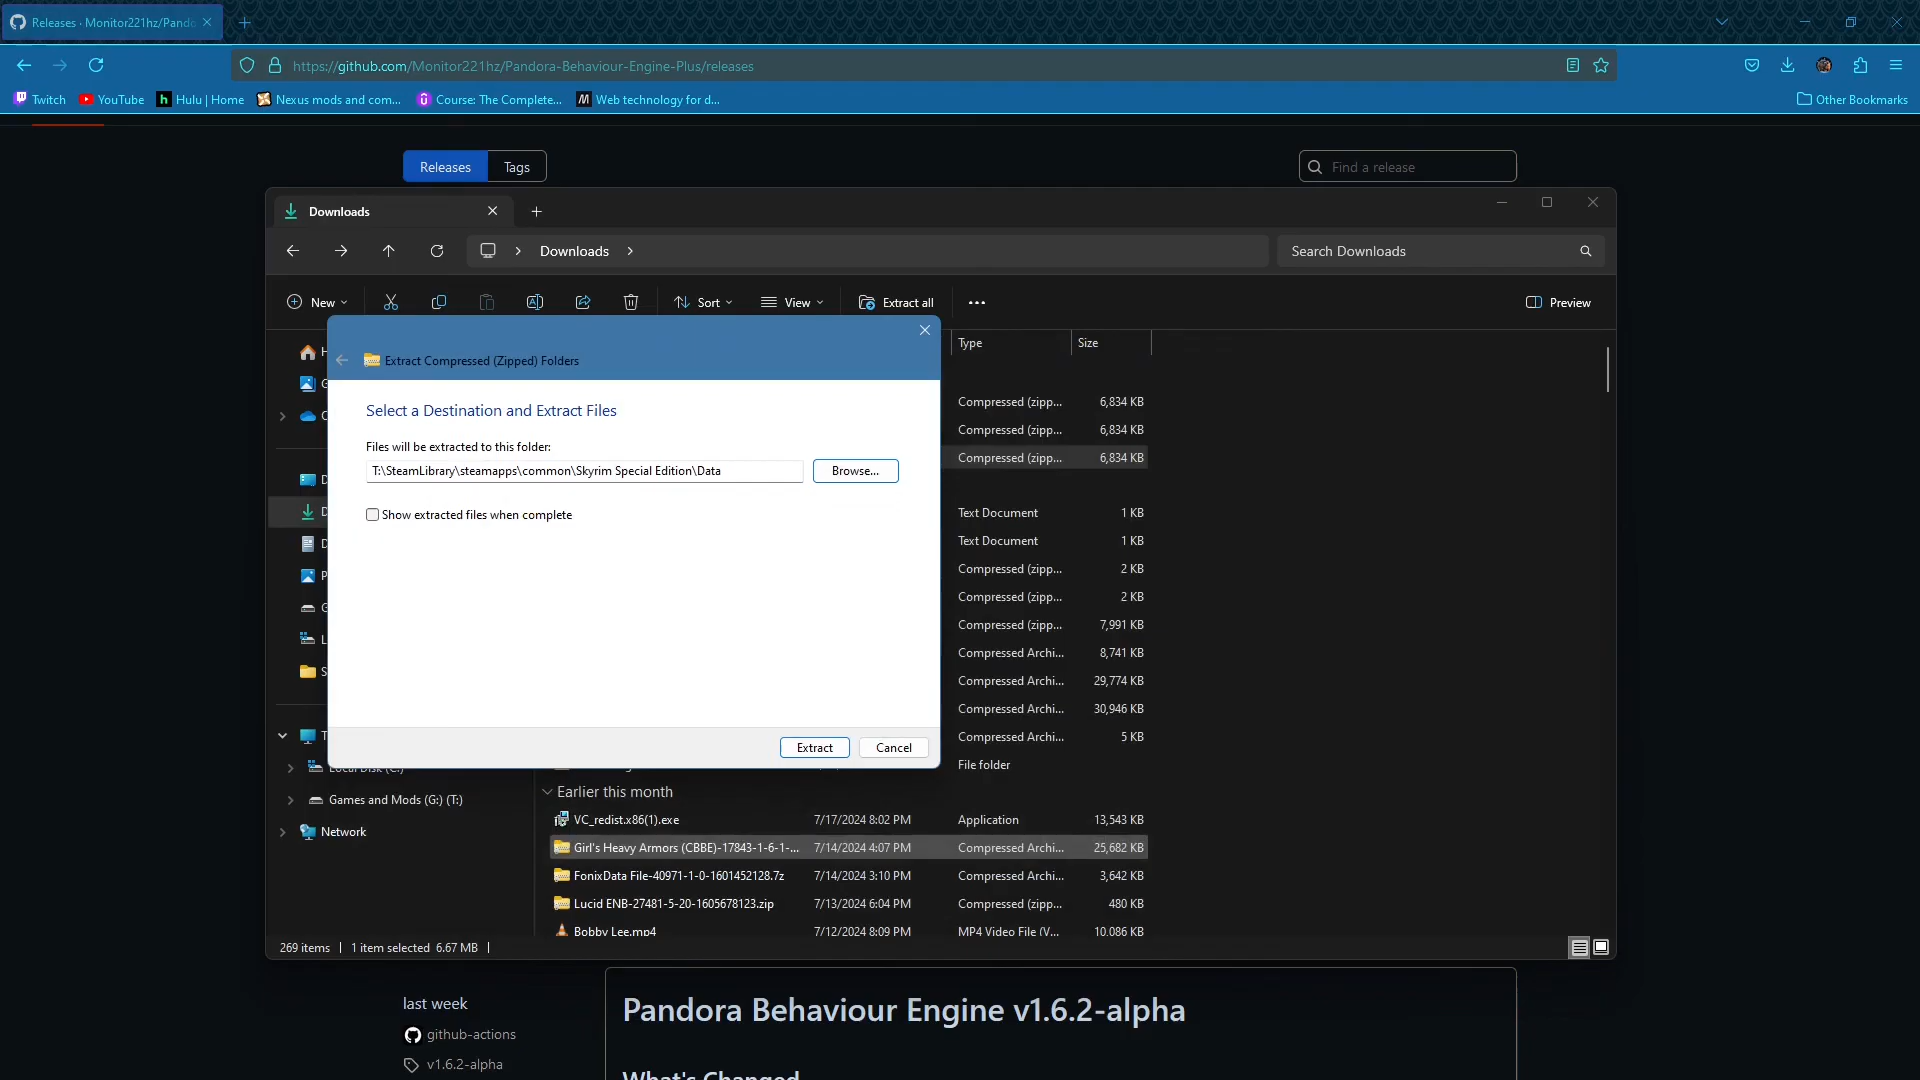 Releases · Monitor221hz/Pando
https://github.com/Monitor221hz/Pandora-Behaviour-Engine-Plus/releases
Twitch
YouTube
Hulu | Home
Nexus mods and com...
Course: The Complete...
Web technology for d...
Other Bookmarks
Releases
Tags
Find a release
Downloads
Downloads
Search Downloads
New
Sort
View
Extract all
Preview
Extract Compressed (Zipped) Folders
Select a Destination and Extract Files
Files will be extracted to this folder:
T:\SteamLibrary\steamapps\common\Skyrim Special Edition\Data
Browse...
Show extracted files when complete
Extract
Cancel
Type
Size
Compressed (zipp... 6,834 KB
Compressed (zipp... 6,834 KB
Compressed (zipp... 6,834 KB
Text Document 1 KB
Text Document 1 KB
Compressed (zipp... 2 KB
Compressed (zipp... 2 KB
Compressed (zipp... 7,991 KB
Compressed Archi... 8,741 KB
Compressed Archi... 29,774 KB
Compressed Archi... 30,946 KB
Compressed Archi... 5 KB
File folder
Local Disk (C:)
Games and Mods (G:) (T:)
Network
Earlier this month
VC_redist.x86(1).exe 7/17/2024 8:02 PM Application 13,543 KB
Girl's Heavy Armors (CBBE)-17843-1-6-1-... 7/14/2024 4:07 PM Compressed Archi... 25,682 KB
FonixData File-40971-1-0-1601452128.7z 7/14/2024 3:10 PM Compressed Archi... 3,642 KB
Lucid ENB-27481-5-20-1605678123.zip 7/13/2024 6:04 PM Compressed (zipp... 480 KB
Bobby Lee.mp4 7/12/2024 8:09 PM MP4 Video File (V... 10,086 KB
269 items
1 item selected 6.67 MB
last week
github-actions
v1.6.2-alpha
Pandora Behaviour Engine v1.6.2-alpha
What's Changed